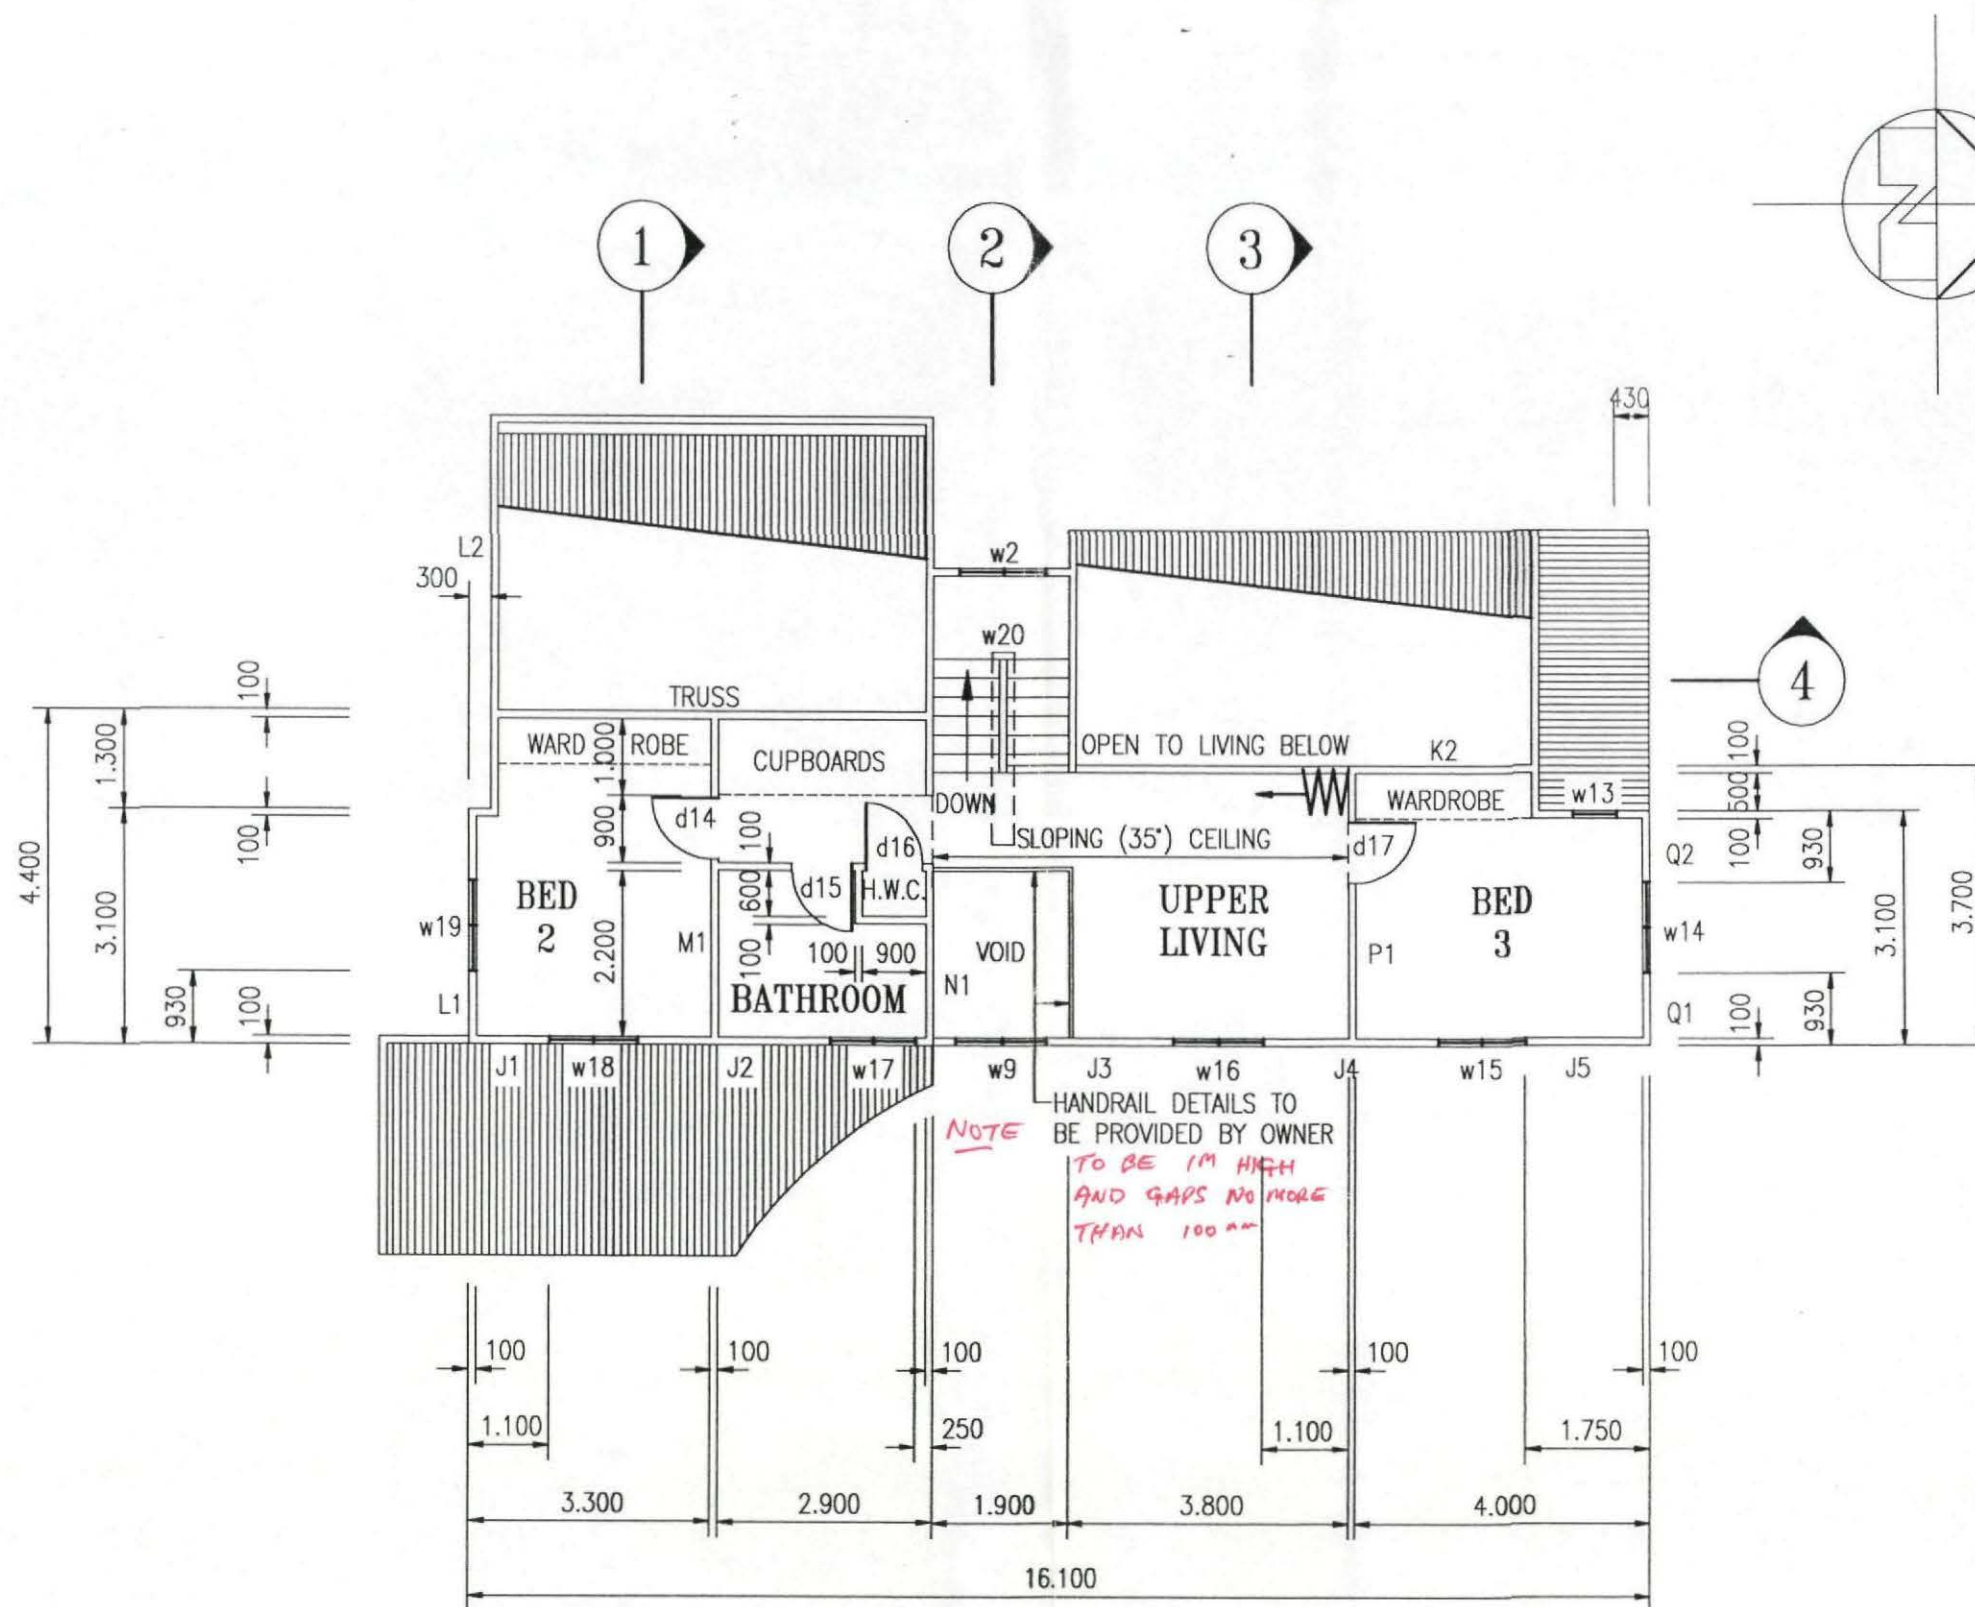 1
2
3
N
430
L2
300
w2
w20
4
100
TRUSS
1.300
WARD ROBE
1.000
CUPBOARDS
OPEN TO LIVING BELOW
K2
100
500
DOWN
WARDROBE
w13
4.400
100
900
d14
100
d16
SLOPING (35°) CEILING
d17
100
930
Q2
3.100
w19
BED
2
2.200
M1
600
d15
H.W.C.
100
100
900
BATHROOM
VOID
N1
UPPER
LIVING
P1
BED
3
w14
3.100
3.700
930
100
L1
Q1
100
930
J1
w18
J2
w17
w9
J3
w16
J4
w15
J5
HANDRAIL DETAILS TO
NOTE BE PROVIDED BY OWNER
TO BE 1M HIGH
AND GAPS NO MORE
THAN 100mm
100
100
100
100
100
1.100
250
1.100
1.750
3.300
2.900
1.900
3.800
4.000
16.100